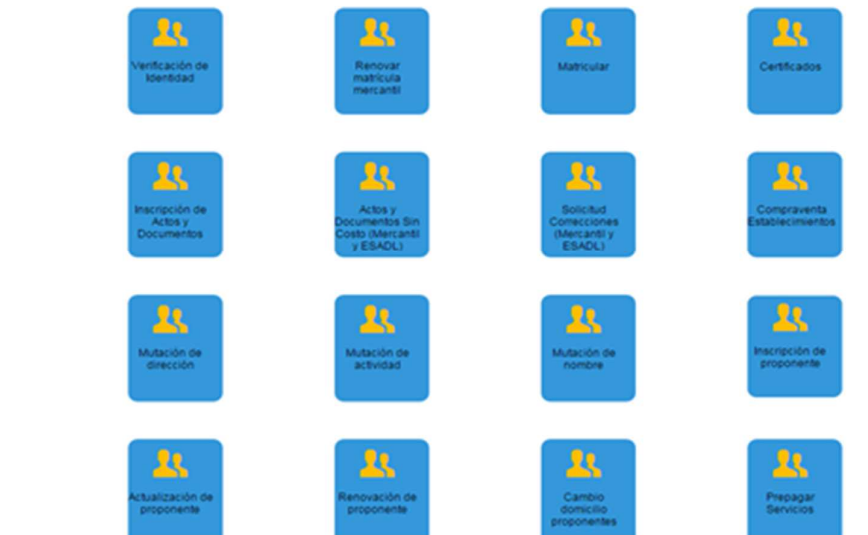 Verificación de
Identidad
Renovar
matrícula
mercantil
Matricular
Certificados
Inscripción de
Actos y
Documentos
Actos y
Documentos Sin
Costo (Mercantil
y ESADL)
Solicitud
Correcciones
(Mercantil y
ESADL)
Compraventa
Establecimientos
Mutación de
dirección
Mutación de
actividad
Mutación de
nombre
Inscripción de
proponente
Actualización de
proponente
Renovación de
proponente
Cambio
domicilio
proponentes
Prepagar
Servicios